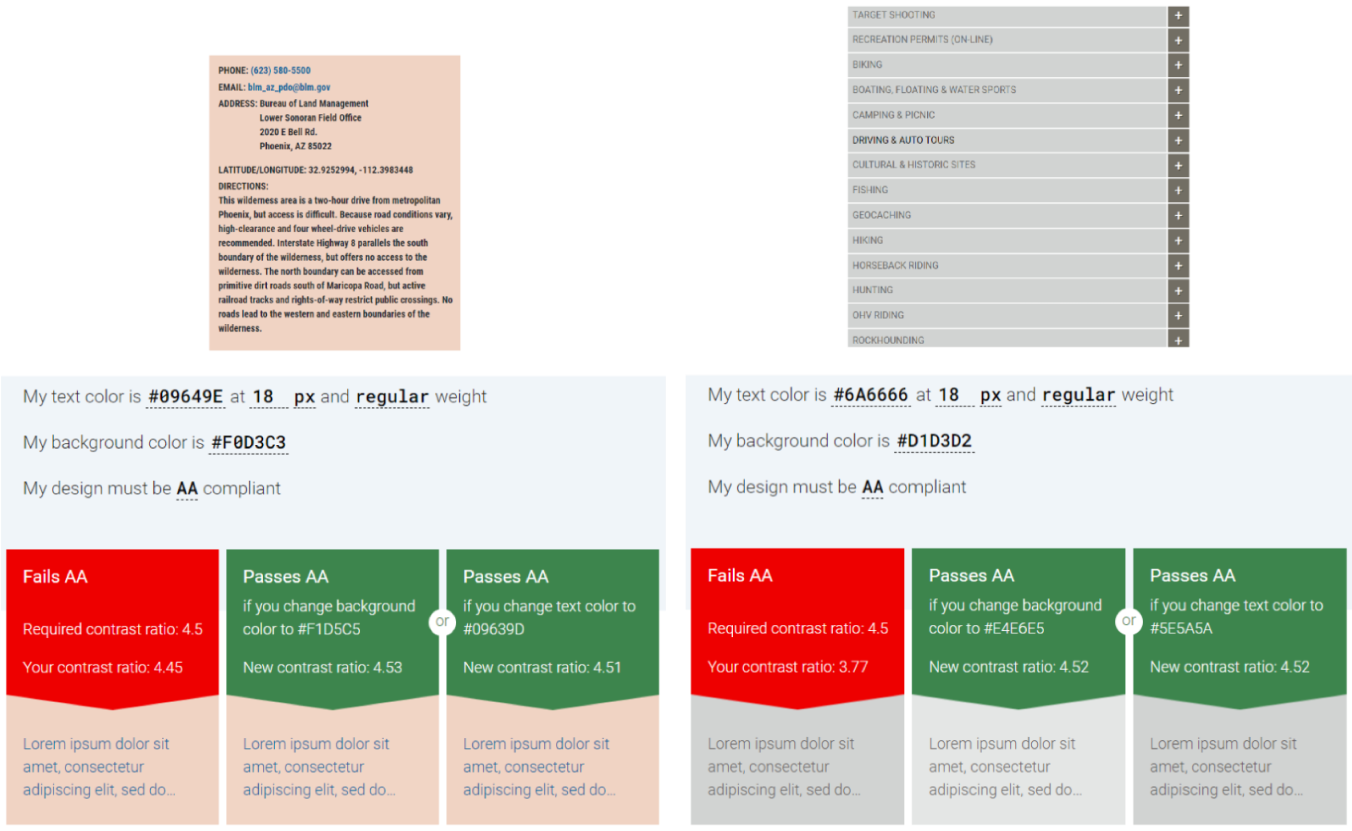 PHONE: (623) 580-5500
EMAIL: blm_az_pdo@blm.gov
ADDRESS: Bureau of Land Management
Lower Sonoran Field Office
2020 E Bell Rd.
Phoenix, AZ 85022
LATITUDE/LONGITUDE: 32.9252994, -112.3983448
DIRECTIONS:
This wilderness area is a two-hour drive from metropolitan
Phoenix, but access is difficult. Because road conditions vary,
high-clearance and four wheel-drive vehicles are
recommended. Interstate Highway 8 parallels the south
boundary of the wilderness, but offers no access to the
wilderness. The north boundary can be accessed from
primitive dirt roads south of Maricopa Road, but active
railroad tracks and rights-of-way restrict public crossings. No
roads lead to the western and eastern boundaries of the
wilderness.
TARGET SHOOTING +
RECREATION PERMITS (ON-LINE) +
BIKING +
BOATING, FLOATING & WATER SPORTS +
CAMPING & PICNIC +
DRIVING & AUTO TOURS +
CULTURAL & HISTORIC SITES +
FISHING +
GEOCACHING +
HIKING +
HORSEBACK RIDING +
HUNTING +
OHV RIDING +
ROCKHOUNDING +
My text color is #09649E at 18 px and regular weight
My background color is #F0D3C3
My design must be AA compliant
Fails AA
Required contrast ratio: 4.5
Your contrast ratio: 4.45
Lorem ipsum dolor sit
amet, consectetur
adipiscing elit, sed do...
Passes AA
if you change background
color to #F1D5C5
New contrast ratio: 4.53
Lorem ipsum dolor sit
amet, consectetur
adipiscing elit, sed do...
or
Passes AA
if you change text color to
#09639D
New contrast ratio: 4.51
Lorem ipsum dolor sit
amet, consectetur
adipiscing elit, sed do...
My text color is #6A6666 at 18 px and regular weight
My background color is #D1D3D2
My design must be AA compliant
Fails AA
Required contrast ratio: 4.5
Your contrast ratio: 3.77
Lorem ipsum dolor sit
amet, consectetur
adipiscing elit, sed do...
Passes AA
if you change background
color to #E4E6E5
New contrast ratio: 4.52
Lorem ipsum dolor sit
amet, consectetur
adipiscing elit, sed do...
or
Passes AA
if you change text color to
#5E5A5A
New contrast ratio: 4.52
Lorem ipsum dolor sit
amet, consectetur
adipiscing elit, sed do...